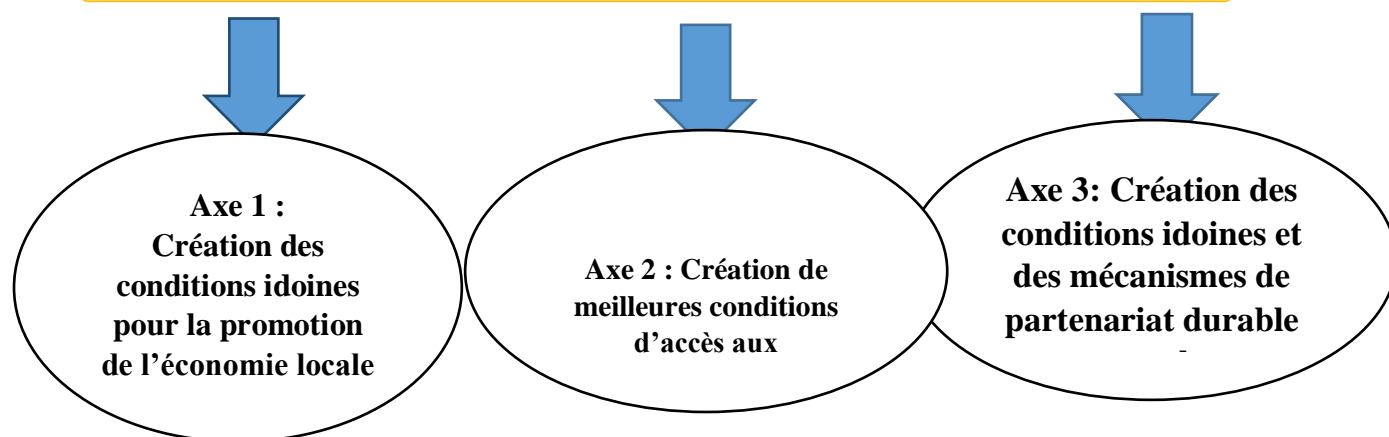 Axe 1 :
Création des
conditions idoines
pour la promotion
de l’économie locale
Axe 2 : Création de
meilleures conditions
d’accès aux
Axe 3: Création des
conditions idoines et
des mécanismes de
partenariat durable